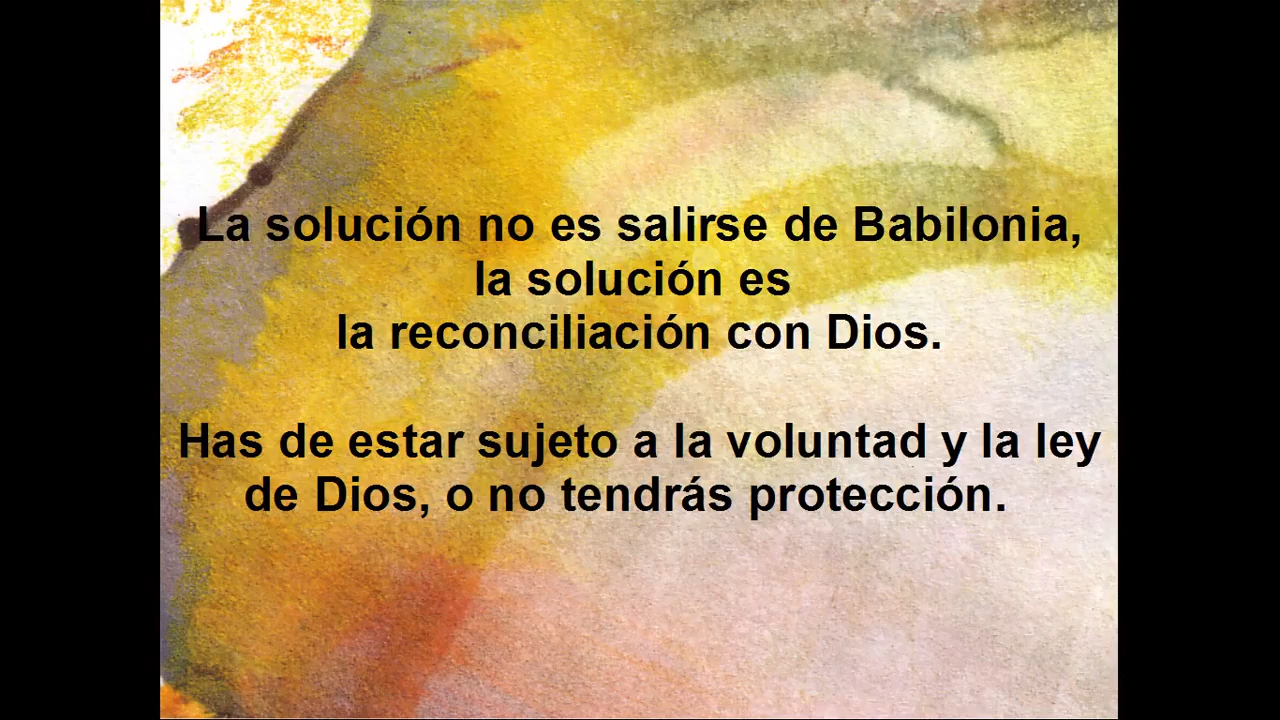 La solución no es salirse de Babilonia,
la solución es
la reconciliación con Dios.
Has de estar sujeto a la voluntad y la ley
de Dios, o no tendrás protección.